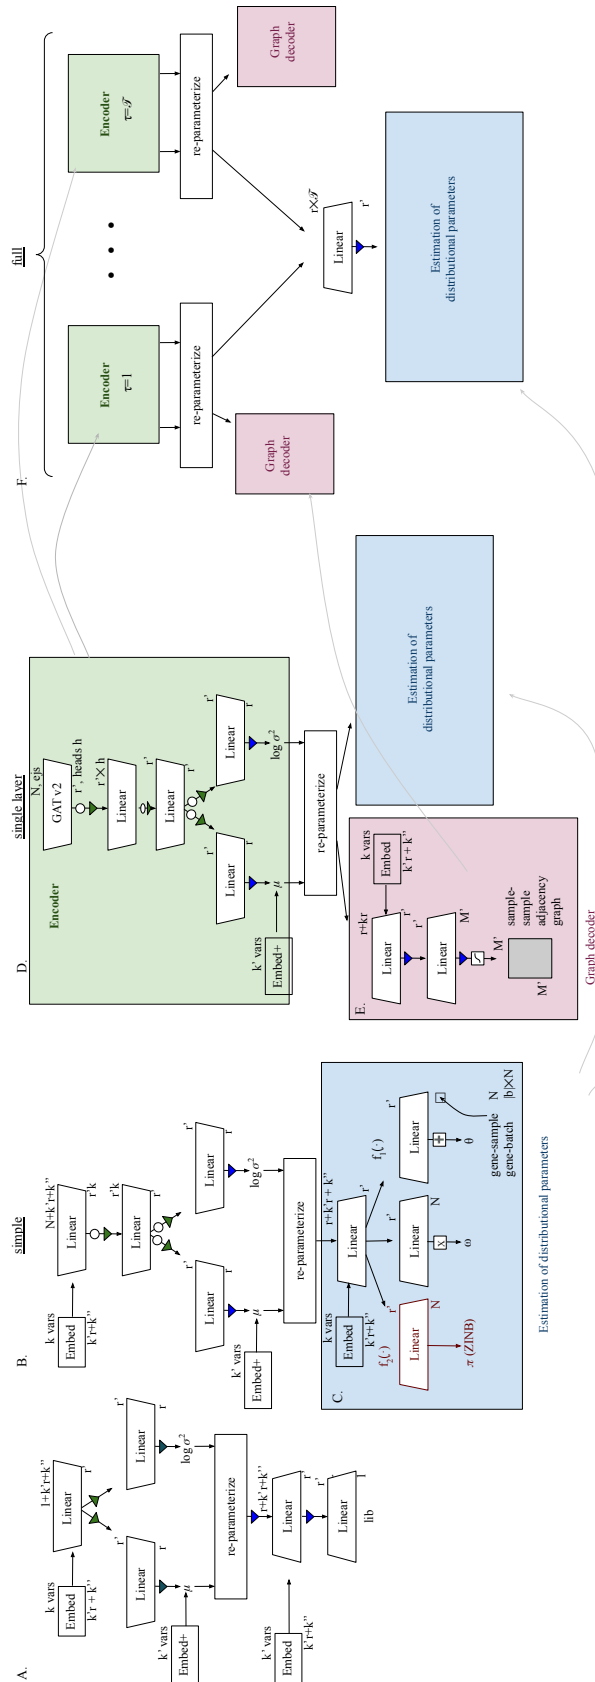 A.
k vars
Embed
k'r + k''
1+k'r+k''
Linear
r'
r'
Linear
r
r'
Linear
r
μ
log σ²
k' vars
Embed+
re-parameterize
k' vars
Embed
k'r+k''
r+k'r+k''
Linear
r'
r'
Linear
1
lib
B.
simple
k vars
Embed
k'r+k''
N+k'r+k''
Linear
r'k
r'k
Linear
r
r'
Linear
r
r'
Linear
r
μ
log σ²
k' vars
Embed+
re-parameterize
C.
k vars
Embed
k'r+k''
r+k'r + k''
Linear
r'
f₂(·)
f₁(·)
r'
Linear
N
π (ZINB)
r'
Linear
N
x
ω
r'
Linear
÷
θ
gene-sample N
gene-batch |b|×N
Estimation of distributional parameters
D.
single layer
Encoder
N, ejs
GAT v2
r', heads h
r'× h
Linear
r'
r'
Linear
r'
r'
Linear
r
r'
Linear
r
μ
log σ²
k' vars
Embed+
re-parameterize
E.
k vars
Embed
k'r + k''
r+kr
Linear
r'
r'
Linear
M'
M'
M'
sample-
sample
adjacency
graph
Graph decoder
Estimation of
distributional parameters
F.
full
Encoder
τ=1
Encoder
τ=𝒯
re-parameterize
re-parameterize
Graph
decoder
Graph
decoder
r×𝒯
Linear
r'
Estimation of
distributional parameters